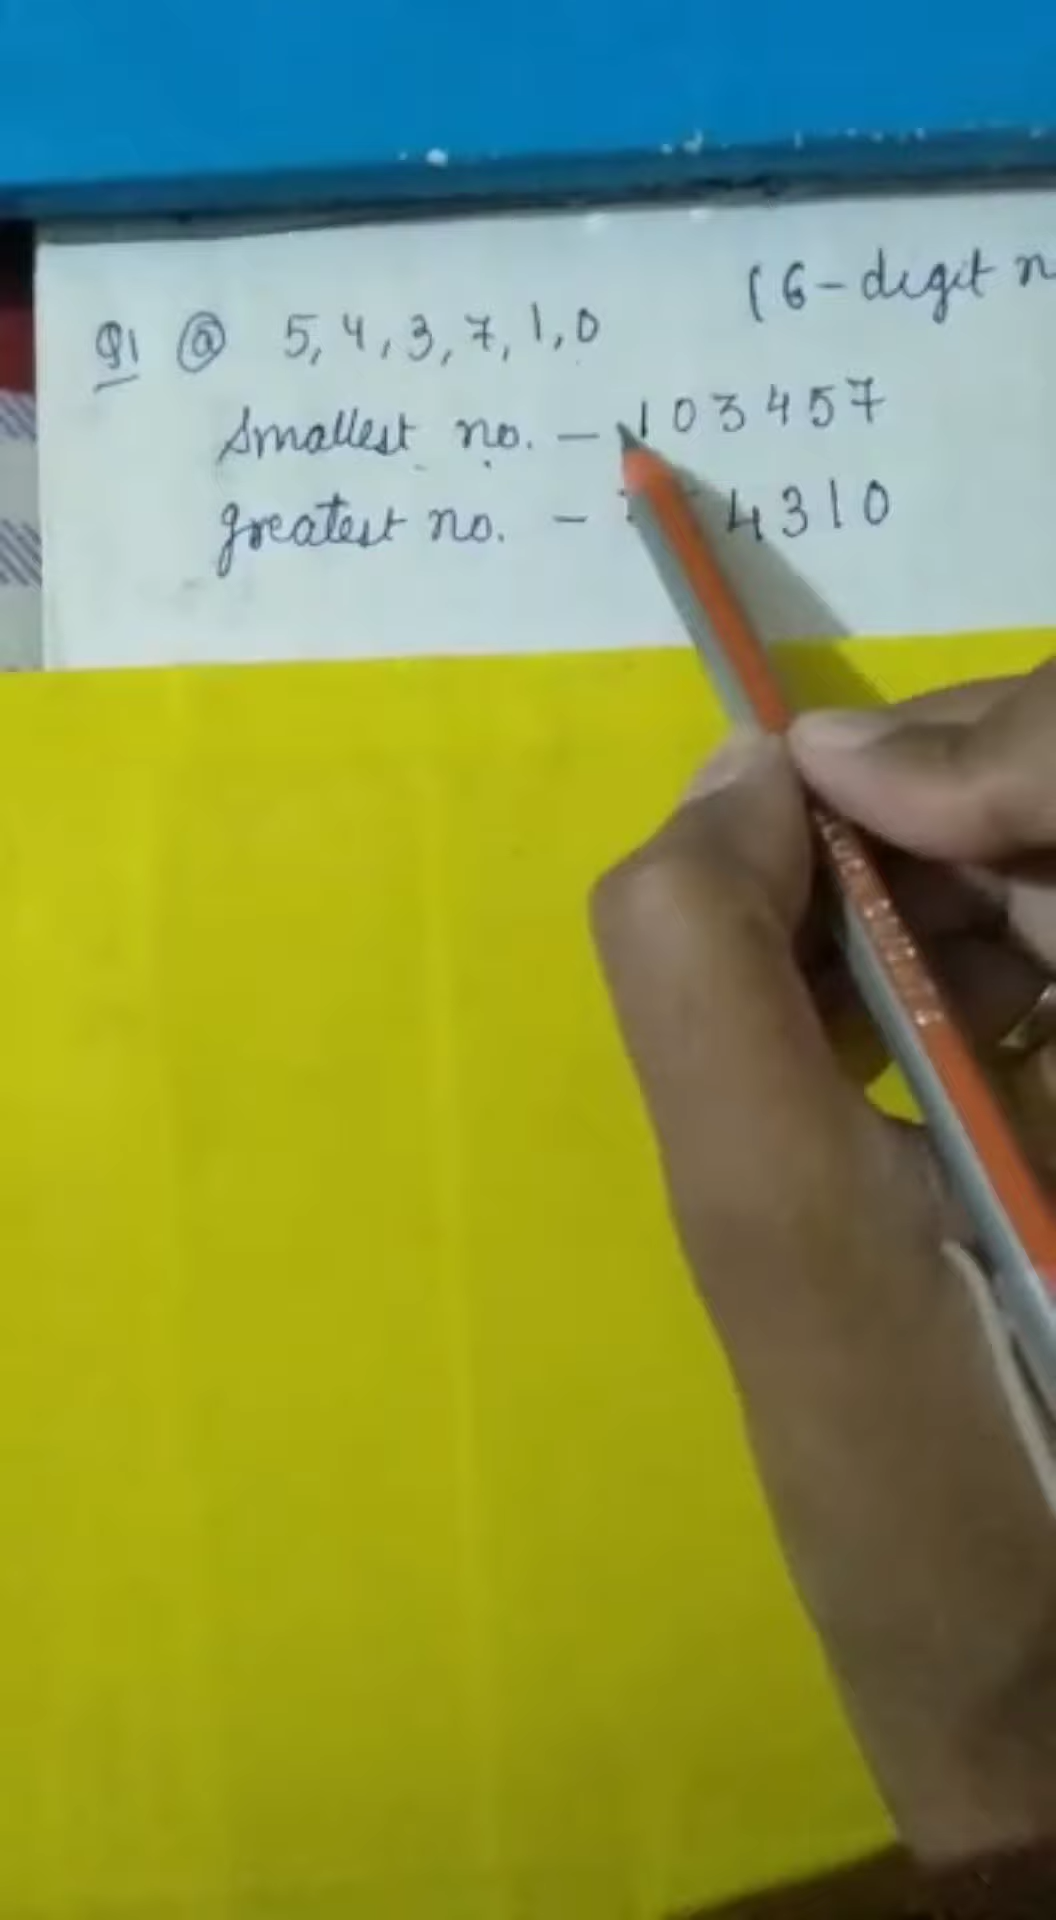 (6-digit n
Q1 (a) 5, 4, 3, 7, 1, 0
Smallest no. - 103457
greatest no. - 4310